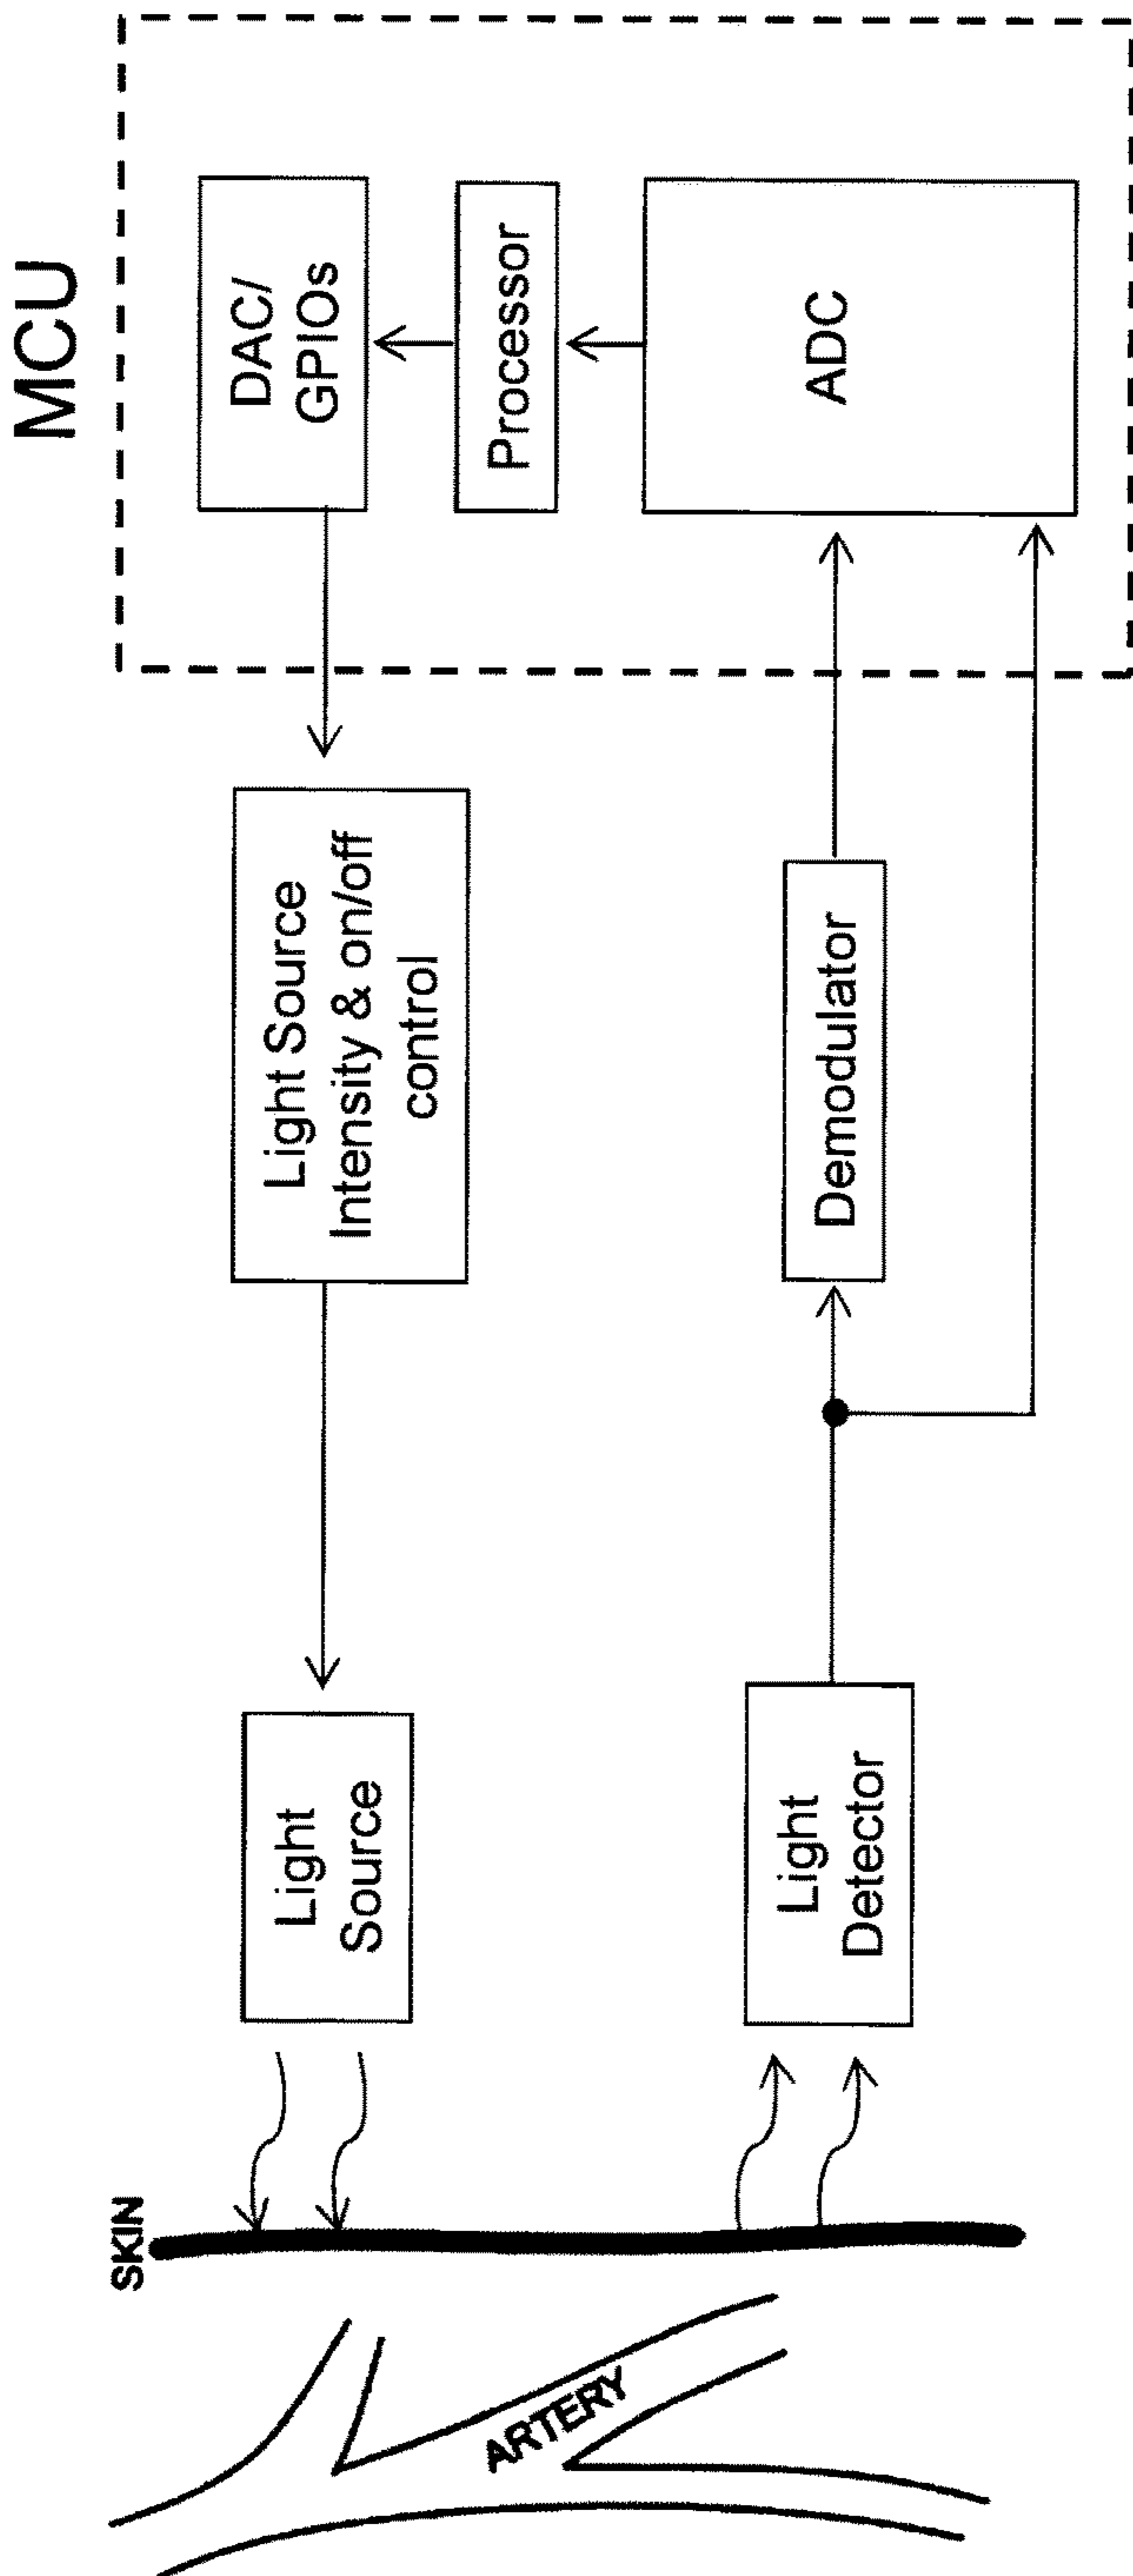 MCU
SKIN
ARTERY
Light
Source
Light Source
Intensity & on/off
control
DAC/
GPIOs
Processor
ADC
Light
Detector
Demodulator